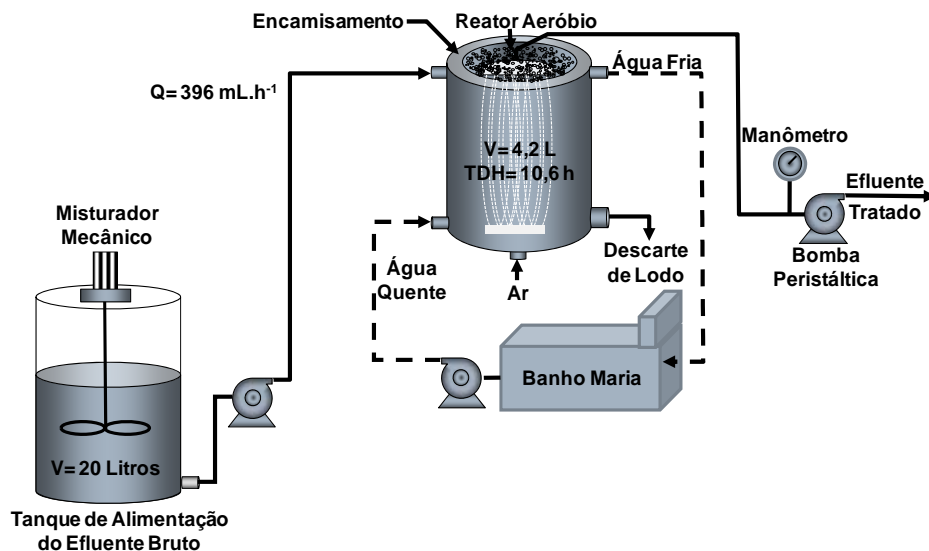 Encamisamento
Reator Aeróbio
Água Fria
Q= 396 mL.h⁻¹
V= 4,2 L
TDH= 10,6 h
Manômetro
Efluente
Tratado
Misturador
Mecânico
Bomba
Peristáltica
Descarte
de Lodo
Água
Quente
Ar
Banho Maria
V= 20 Litros
Tanque de Alimentação
do Efluente Bruto